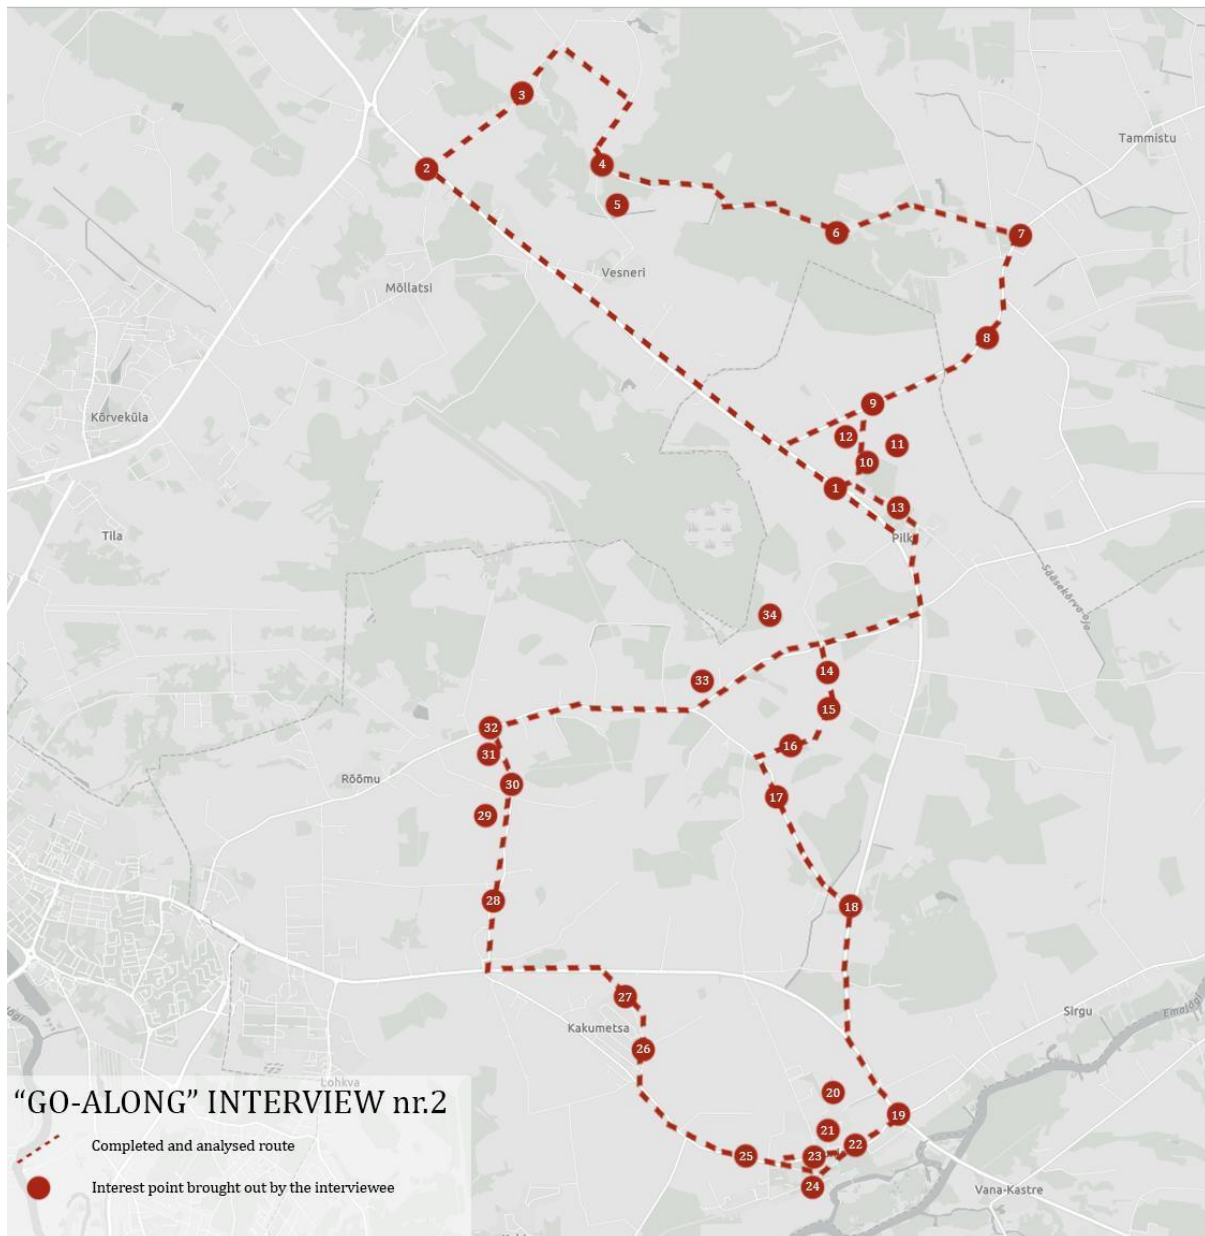 3
2
4
Tammistu
5
6
7
Vesneri
Mõllatsi
8
Kõrveküla
9
12
11
10
1
13
Tila
Pilk
Sääsekõrva oja
34
14
33
15
32
31
16
Rõõmu
30
17
29
28
18
27
Sirgu
Emajõgi
Kakumetsa
26
Lohkva
20
19
21
22
25
23
24
Vana-Kastre
“GO-ALONG” INTERVIEW nr.2
Completed and analysed route
Interest point brought out by the interviewee